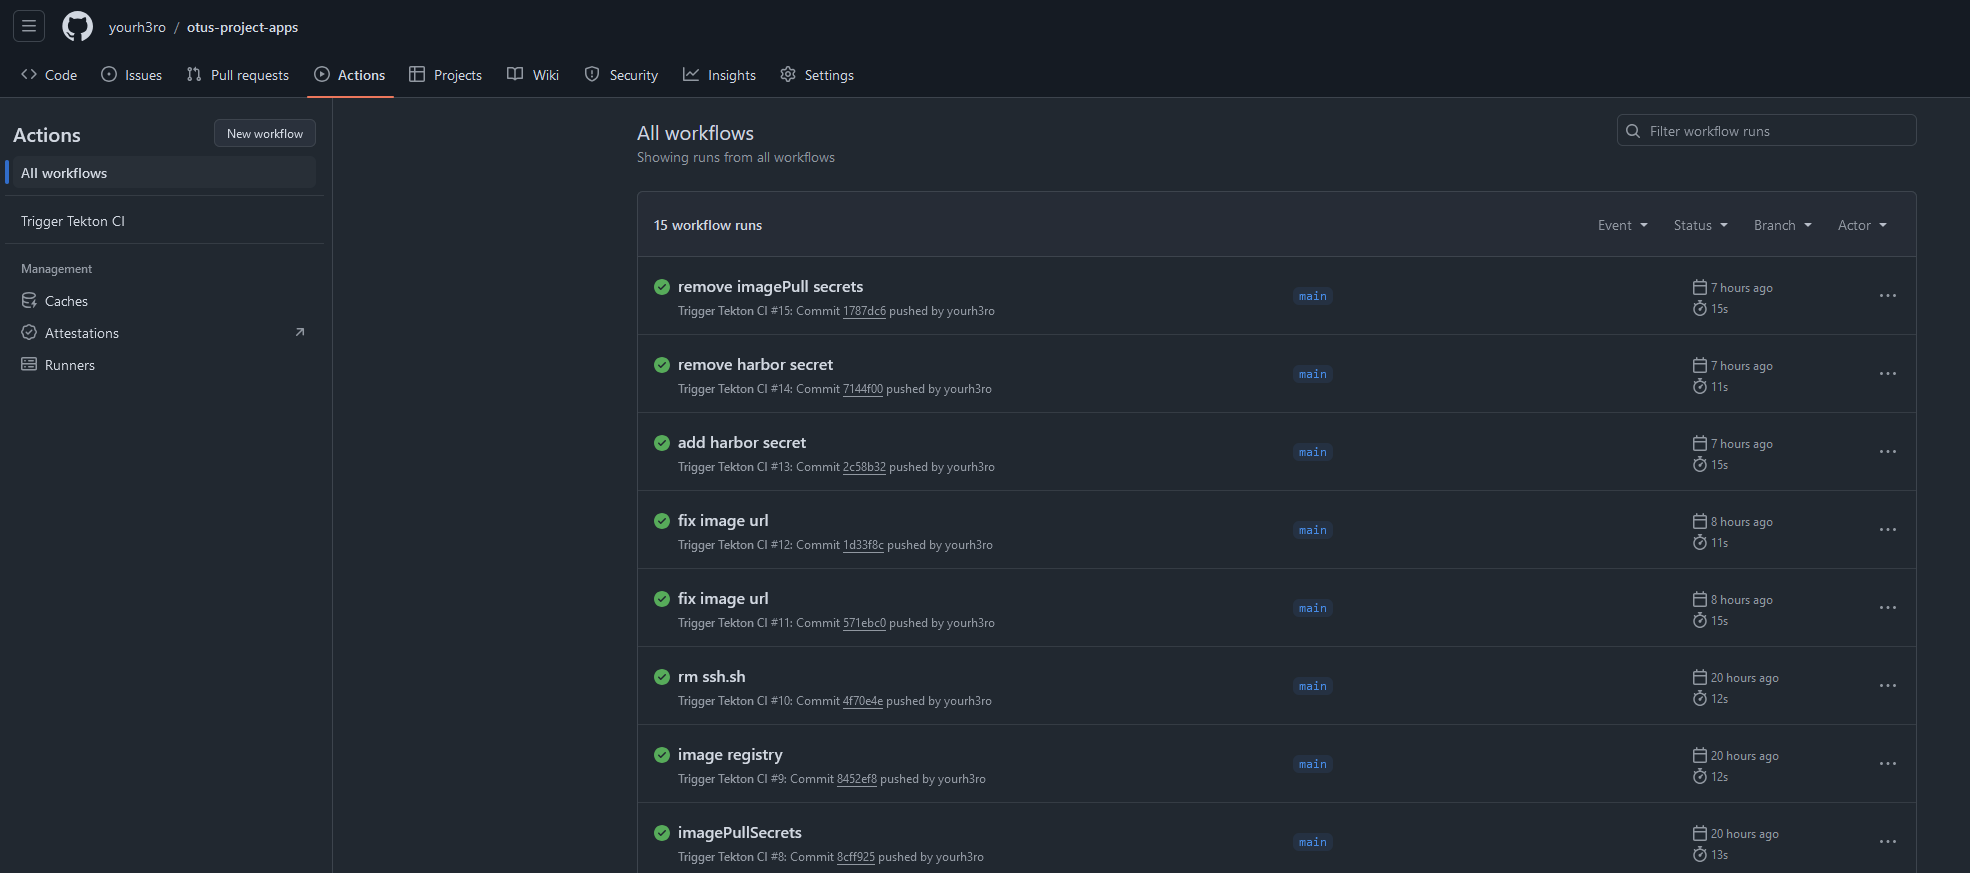 yourh3ro / otus-project-apps
Code Issues Pull requests Actions Projects Wiki Security Insights Settings
Actions
New workflow
All workflows
Trigger Tekton CI
Management
Caches
Attestations
Runners
All workflows
Showing runs from all workflows
Filter workflow runs
15 workflow runs
Event Status Branch Actor
remove imagePull secrets
Trigger Tekton CI #15: Commit 1787dc6 pushed by yourh3ro
main
7 hours ago
15s
remove harbor secret
Trigger Tekton CI #14: Commit 7144f00 pushed by yourh3ro
main
7 hours ago
11s
add harbor secret
Trigger Tekton CI #13: Commit 2c58b32 pushed by yourh3ro
main
7 hours ago
15s
fix image url
Trigger Tekton CI #12: Commit 1d33f8c pushed by yourh3ro
main
8 hours ago
11s
fix image url
Trigger Tekton CI #11: Commit 571ebc0 pushed by yourh3ro
main
8 hours ago
15s
rm ssh.sh
Trigger Tekton CI #10: Commit 4f70e4e pushed by yourh3ro
main
20 hours ago
12s
image registry
Trigger Tekton CI #9: Commit 8452ef8 pushed by yourh3ro
main
20 hours ago
12s
imagePullSecrets
Trigger Tekton CI #8: Commit 8cff925 pushed by yourh3ro
main
20 hours ago
13s